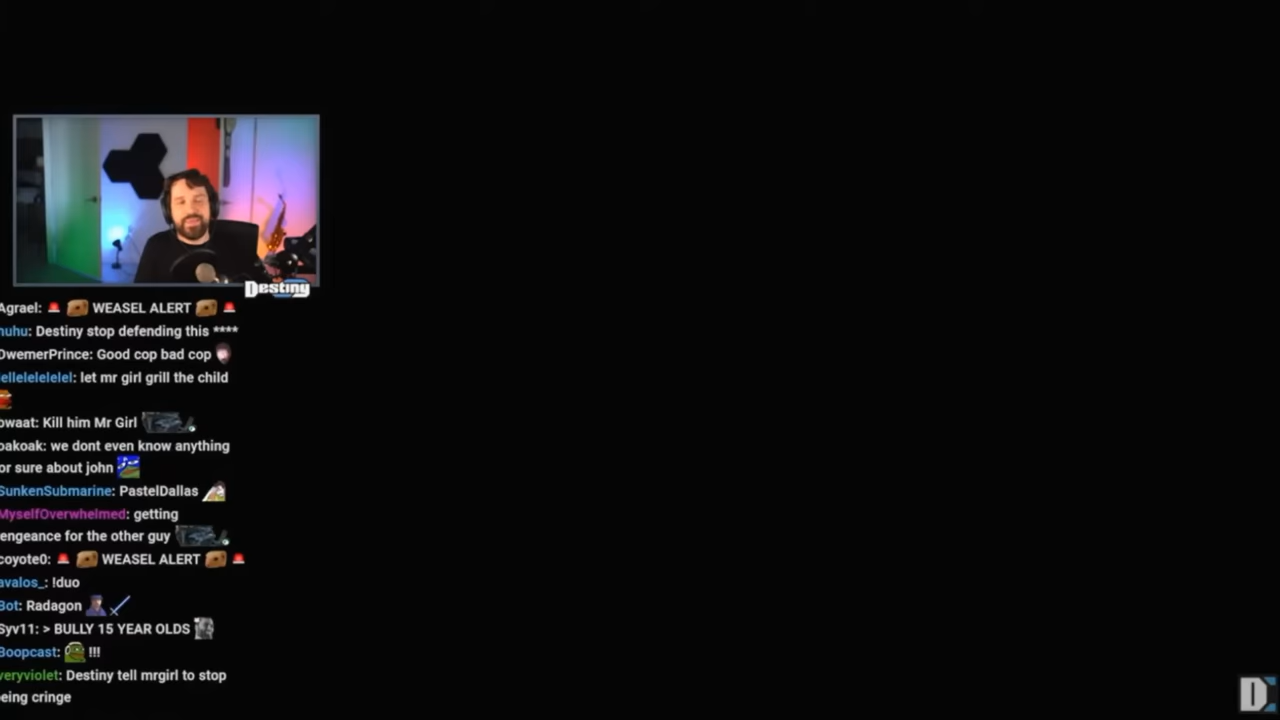 Destiny
Agrael: WEASEL ALERT
nuhu: Destiny stop defending this ****
DwemerPrince: Good cop bad cop
lellelelelelel: let mr girl grill the child
owaat: Kill him Mr Girl
oakoak: we dont even know anything
or sure about john
SunkenSubmarine: PastelDallas
MyselfOverwhelmed: getting
engeance for the other guy
coyote0: WEASEL ALERT
avalos_: !duo
Bot: Radagon
Syv11: > BULLY 15 YEAR OLDS
Boopcast: !!!
veryviolet: Destiny tell mrgirl to stop
eing cringe
D